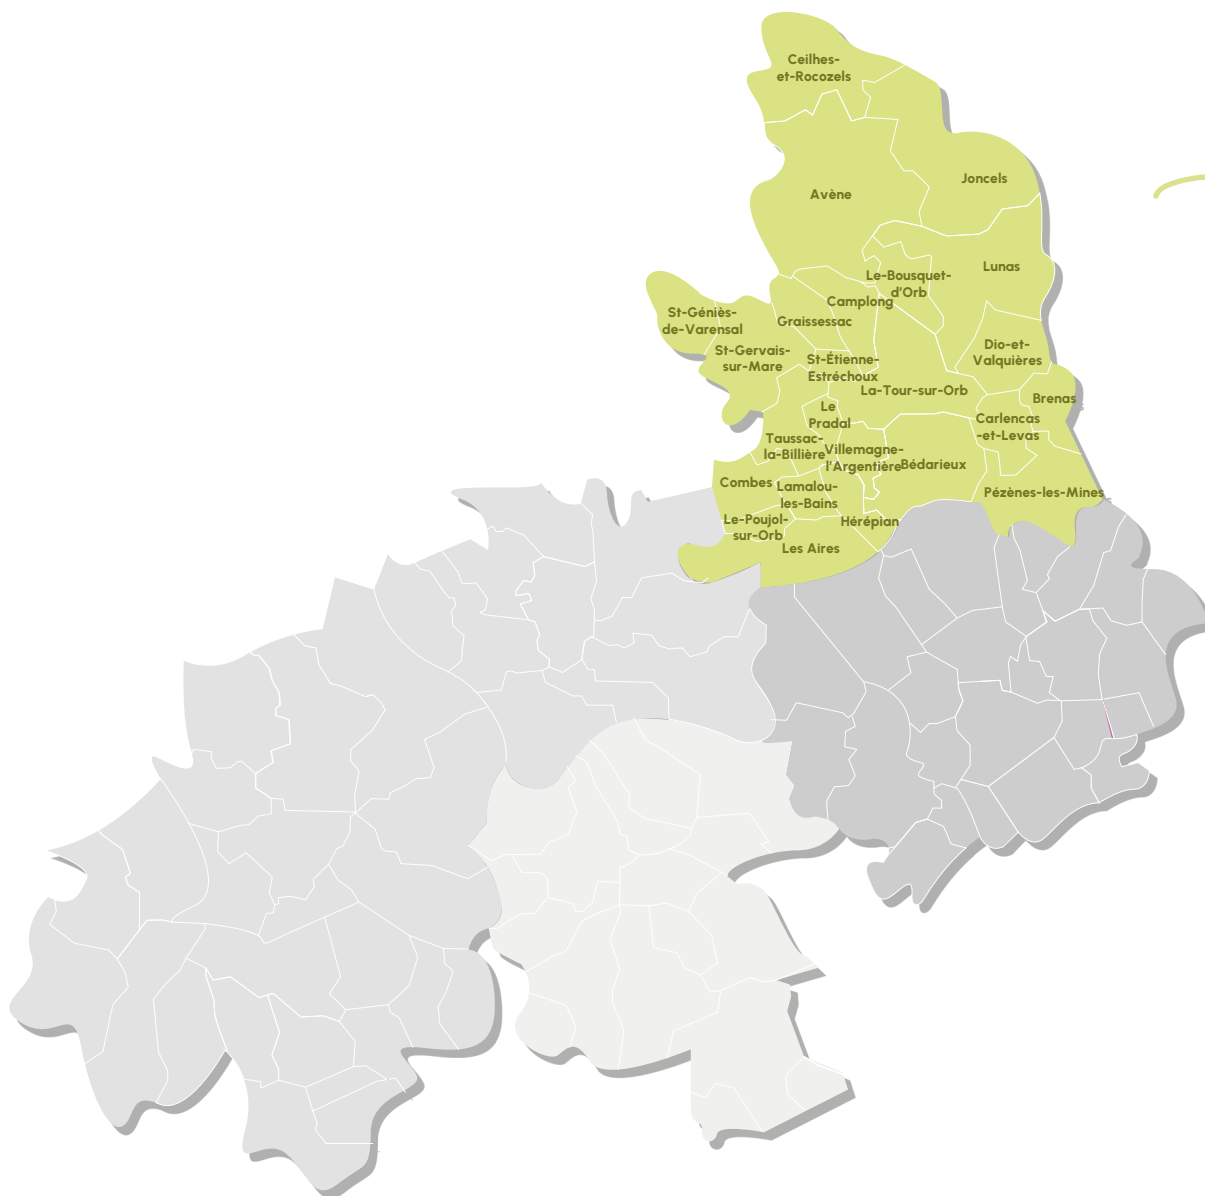 Ceilhes-
et-Rocozels
Joncels
Avène
Lunas
Le-Bousquet-
d'Orb
Camplong
St-Géniès-
de-Varensal
Graissessac
St-Gervais-
sur-Mare
St-Étienne-
Estréchoux
Dio-et-
Valquières
La-Tour-sur-Orb
Brenas
Le
Pradal
Carlencas
-et-Levas
Taussac-
la-Billière
Villemagne-
l'Argentière
Bédarieux
Combes
Lamalou-
les-Bains
Pézènes-les-Mines
Le-Poujol-
sur-Orb
Hérépian
Les Aires